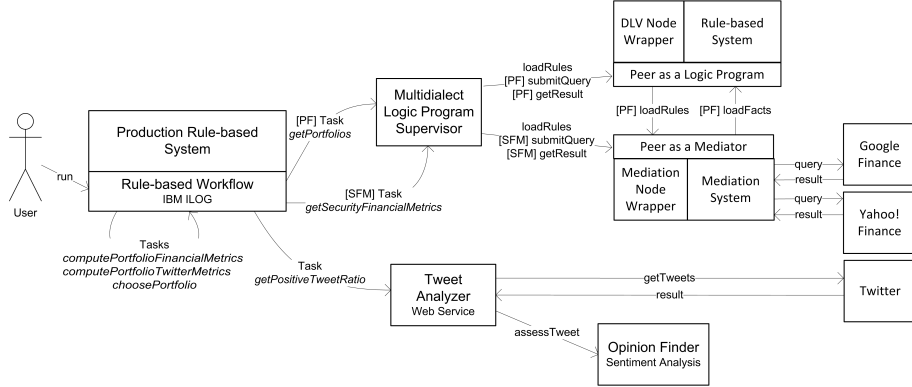 User
run
Production Rule-based
System
Rule-based Workflow
IBM ILOG
Tasks
computePortfolioFinancialMetrics
computePortfolioTwitterMetrics
choosePortfolio
[PF] Task
getPortfolios
[SFM] Task
getSecurityFinancialMetrics
Task
getPositiveTweetRatio
Multidialect
Logic Program
Supervisor
loadRules
[PF] submitQuery
[PF] getResult
loadRules
[SFM] submitQuery
[SFM] getResult
DLV Node
Wrapper
Rule-based
System
Peer as a Logic Program
[PF] loadRules
[PF] loadFacts
Peer as a Mediator
Mediation
Node
Wrapper
Mediation
System
query
result
query
result
Google
Finance
Yahoo!
Finance
Tweet
Analyzer
Web Service
getTweets
result
Twitter
assessTweet
Opinion Finder
Sentiment Analysis